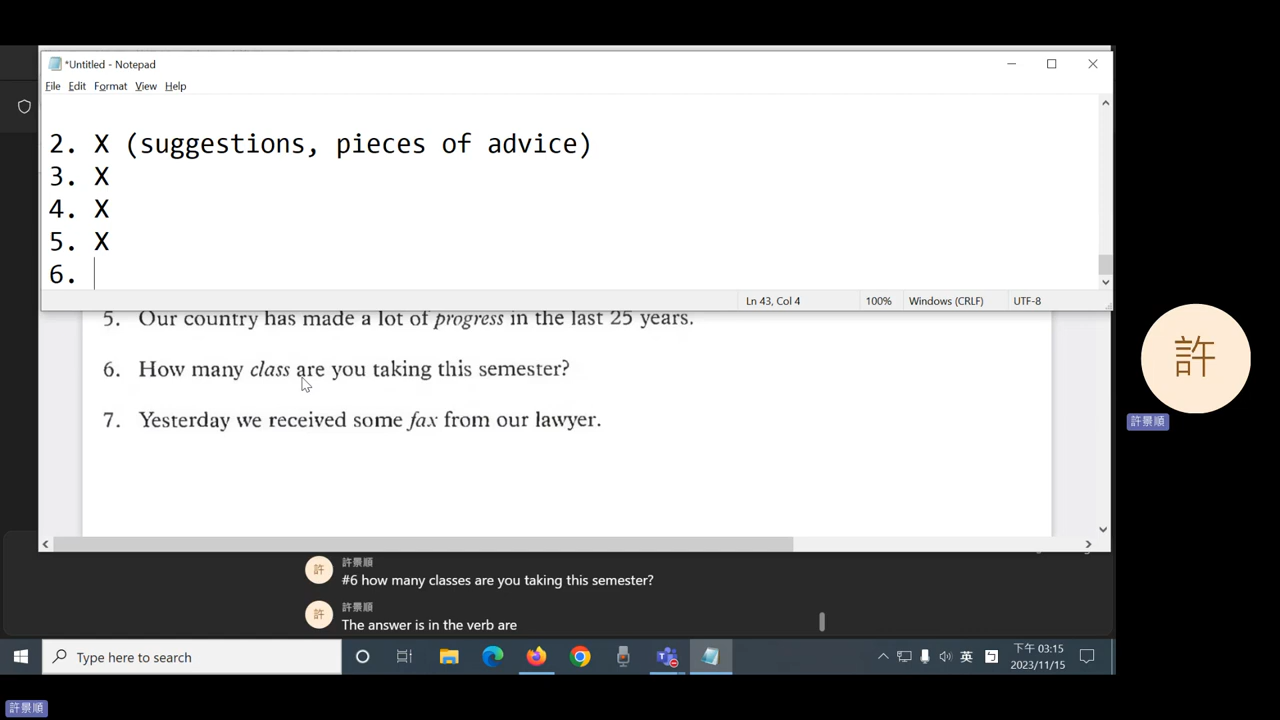 *Untitled - Notepad
File Edit Format View Help
2. X (suggestions, pieces of advice)
3. X
4. X
5. X
6.
Ln 43, Col 4 100% Windows (CRLF) UTF-8
5. Our country has made a lot of progress in the last 25 years.
6. How many class are you taking this semester?
7. Yesterday we received some fax from our lawyer.
許
許景順
許
許景順
#6 how many classes are you taking this semester?
許
許景順
The answer is in the verb are
Type here to search
英
下午 03:15
2023/11/15
許景順